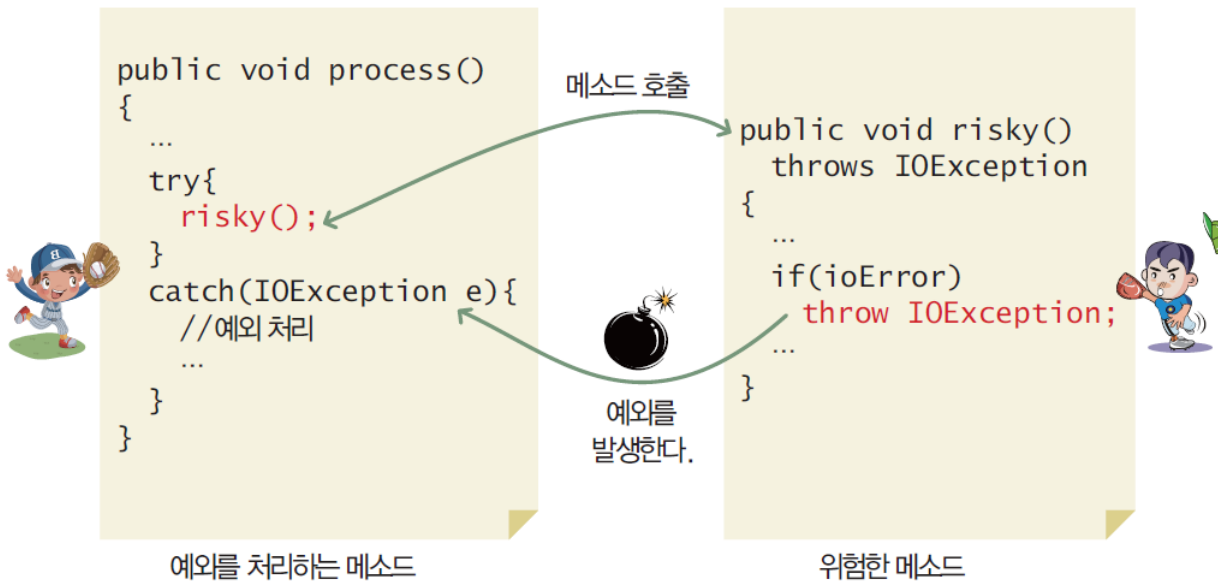 public void process()
{
...
try{
risky();
}
catch(IOException e){
//예외 처리
...
}
}
예외를 처리하는 메소드
메소드 호출
예외를
발생한다.
public void risky()
throws IOException
{
...
if(ioError)
throw IOException;
...
}
위험한 메소드